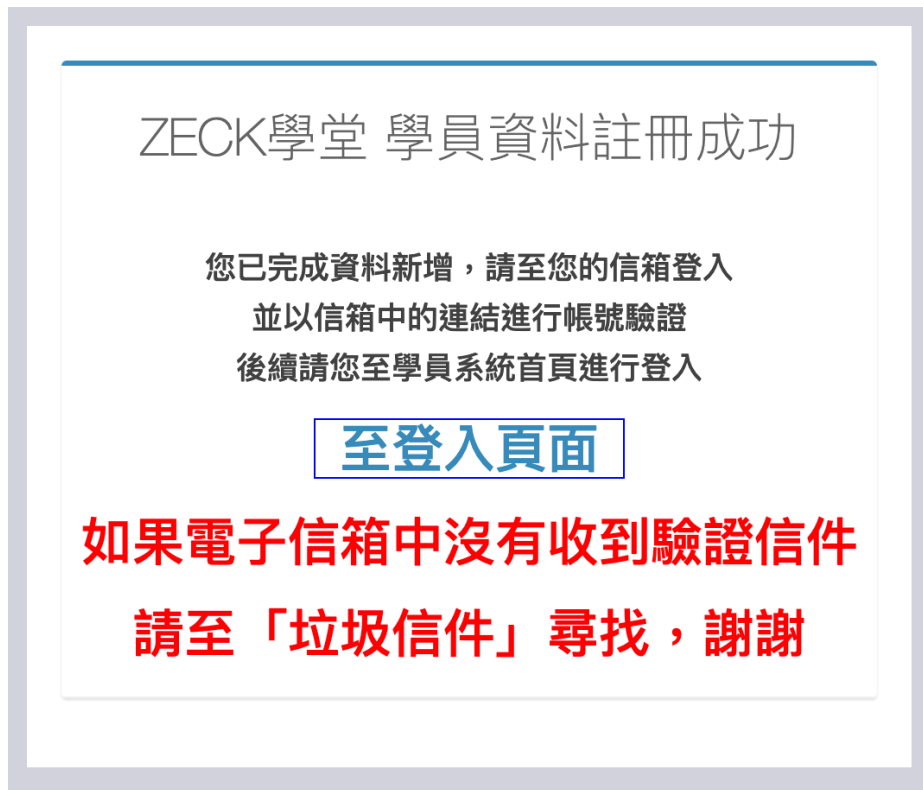 ZECK學堂 學員資料註冊成功
您已完成資料新增，請至您的信箱登入
並以信箱中的連結進行帳號驗證
後續請您至學員系統首頁進行登入
至登入頁面
如果電子信箱中沒有收到驗證信件
請至「垃圾信件」尋找，謝謝